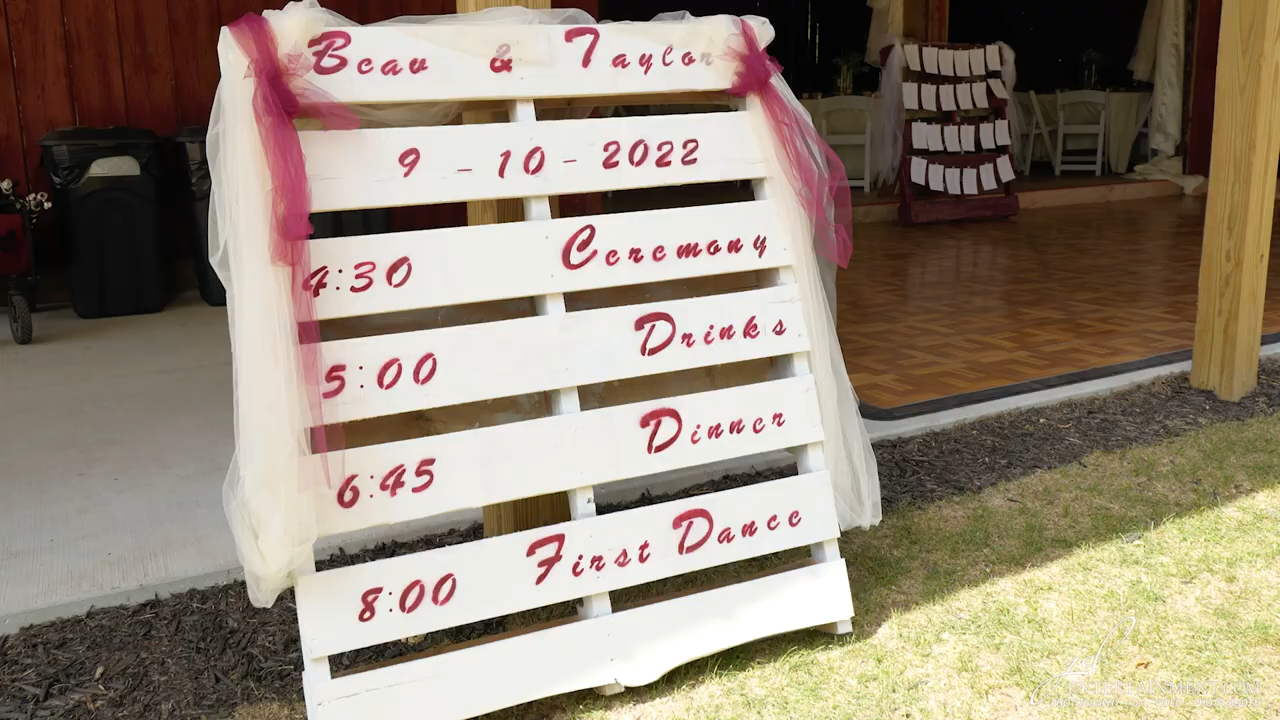 Beau & Taylor
9 - 10 - 2022
4:30 Ceremony
5:00 Drinks
6:45 Dinner
8:00 First Dance